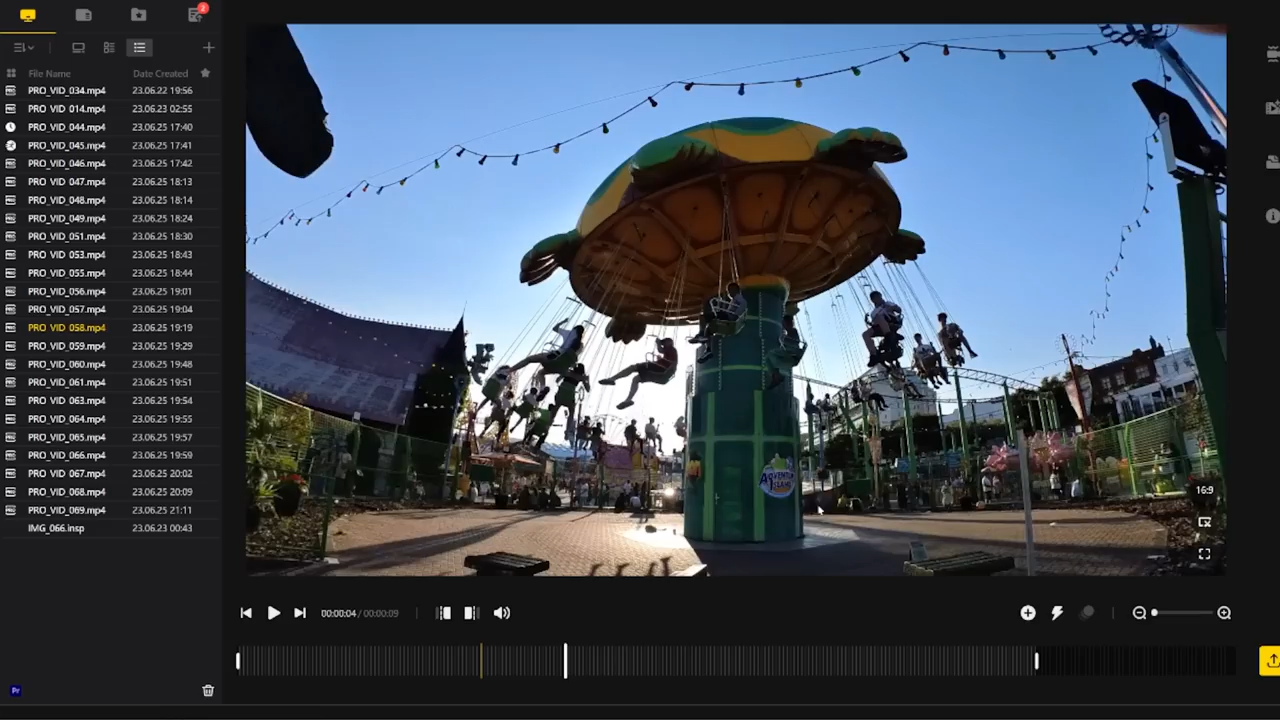 2
File Name Date Created
PRO_VID_034.mp4 23.06.22 19:56
PRO_VID_014.mp4 23.06.23 02:55
PRO_VID_044.mp4 23.06.25 17:40
PRO_VID_045.mp4 23.06.25 17:41
PRO_VID_046.mp4 23.06.25 17:42
PRO_VID_047.mp4 23.06.25 18:13
PRO_VID_048.mp4 23.06.25 18:14
PRO_VID_049.mp4 23.06.25 18:24
PRO_VID_051.mp4 23.06.25 18:30
PRO_VID_053.mp4 23.06.25 18:43
PRO_VID_055.mp4 23.06.25 18:44
PRO_VID_056.mp4 23.06.25 19:01
PRO_VID_057.mp4 23.06.25 19:04
PRO_VID_058.mp4 23.06.25 19:19
PRO_VID_059.mp4 23.06.25 19:29
PRO_VID_060.mp4 23.06.25 19:48
PRO_VID_061.mp4 23.06.25 19:51
PRO_VID_063.mp4 23.06.25 19:54
PRO_VID_064.mp4 23.06.25 19:55
PRO_VID_065.mp4 23.06.25 19:57
PRO_VID_066.mp4 23.06.25 19:59
PRO_VID_067.mp4 23.06.25 20:02
PRO_VID_068.mp4 23.06.25 20:09
PRO_VID_069.mp4 23.06.25 21:11
IMG_066.insp 23.06.23 00:43
ADVENTURE
ISLAND
16:9
00:00:04 / 00:00:09
Pr